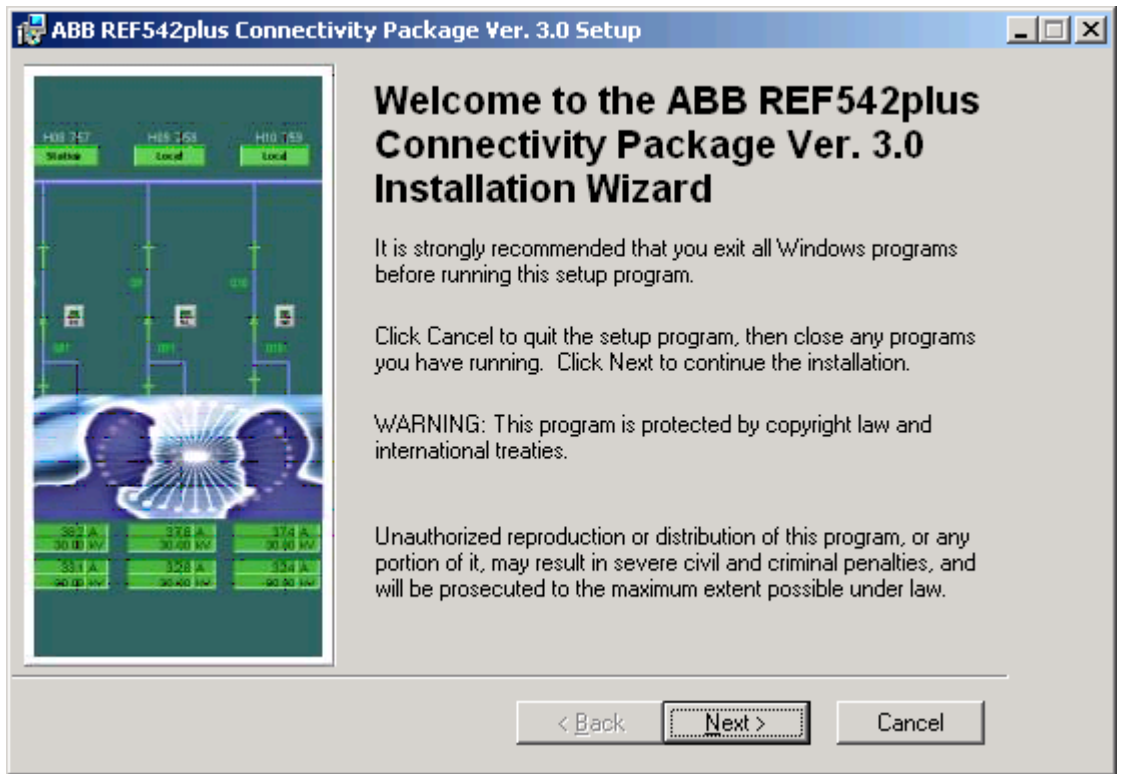 ABB REF542plus Connectivity Package Ver. 3.0 Setup
Welcome to the ABB REF542plus
Connectivity Package Ver. 3.0
Installation Wizard
It is strongly recommended that you exit all Windows programs
before running this setup program.
Click Cancel to quit the setup program, then close any programs
you have running.  Click Next to continue the installation.
WARNING: This program is protected by copyright law and
international treaties.
Unauthorized reproduction or distribution of this program, or any
portion of it, may result in severe civil and criminal penalties, and
will be prosecuted to the maximum extent possible under law.
Local Local
< Back Next > Cancel